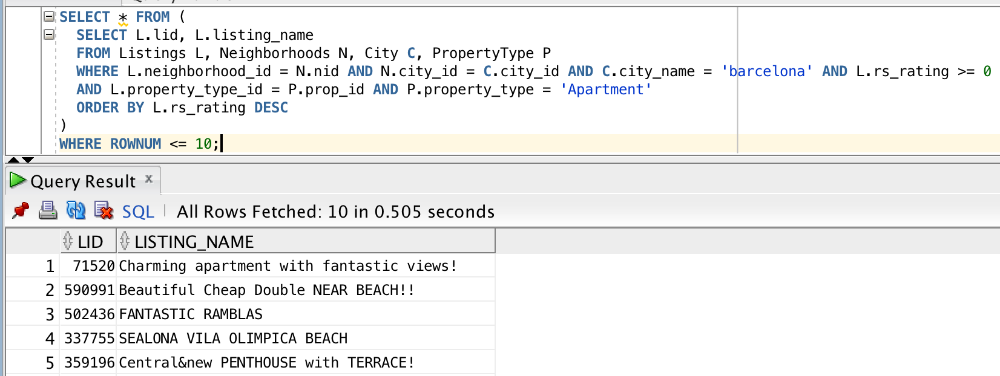 SELECT * FROM (
SELECT L.lid, L.listing_name
FROM Listings L, Neighborhoods N, City C, PropertyType P
WHERE L.neighborhood_id = N.nid AND N.city_id = C.city_id AND C.city_name = 'barcelona' AND L.rs_rating >= 0
AND L.property_type_id = P.prop_id AND P.property_type = 'Apartment'
ORDER BY L.rs_rating DESC
)
WHERE ROWNUM <= 10;
Query Result x
SQL | All Rows Fetched: 10 in 0.505 seconds
LID LISTING_NAME
1 71520 Charming apartment with fantastic views!
2 590991 Beautiful Cheap Double NEAR BEACH!!
3 502436 FANTASTIC RAMBLAS
4 337755 SEALONA VILA OLIMPICA BEACH
5 359196 Central&new PENTHOUSE with TERRACE!